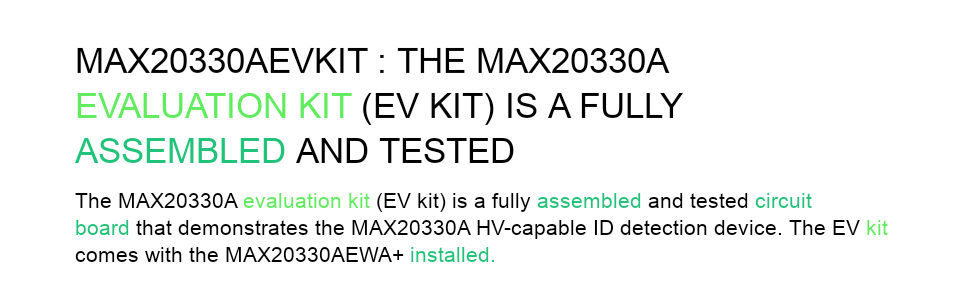 MAX20330AEVKIT : THE MAX20330A
EVALUATION KIT (EV KIT) IS A FULLY
ASSEMBLED AND TESTED
The MAX20330A evaluation kit (EV kit) is a fully assembled and tested circuit
board that demonstrates the MAX20330A HV-capable ID detection device. The EV kit
comes with the MAX20330AEWA+ installed.